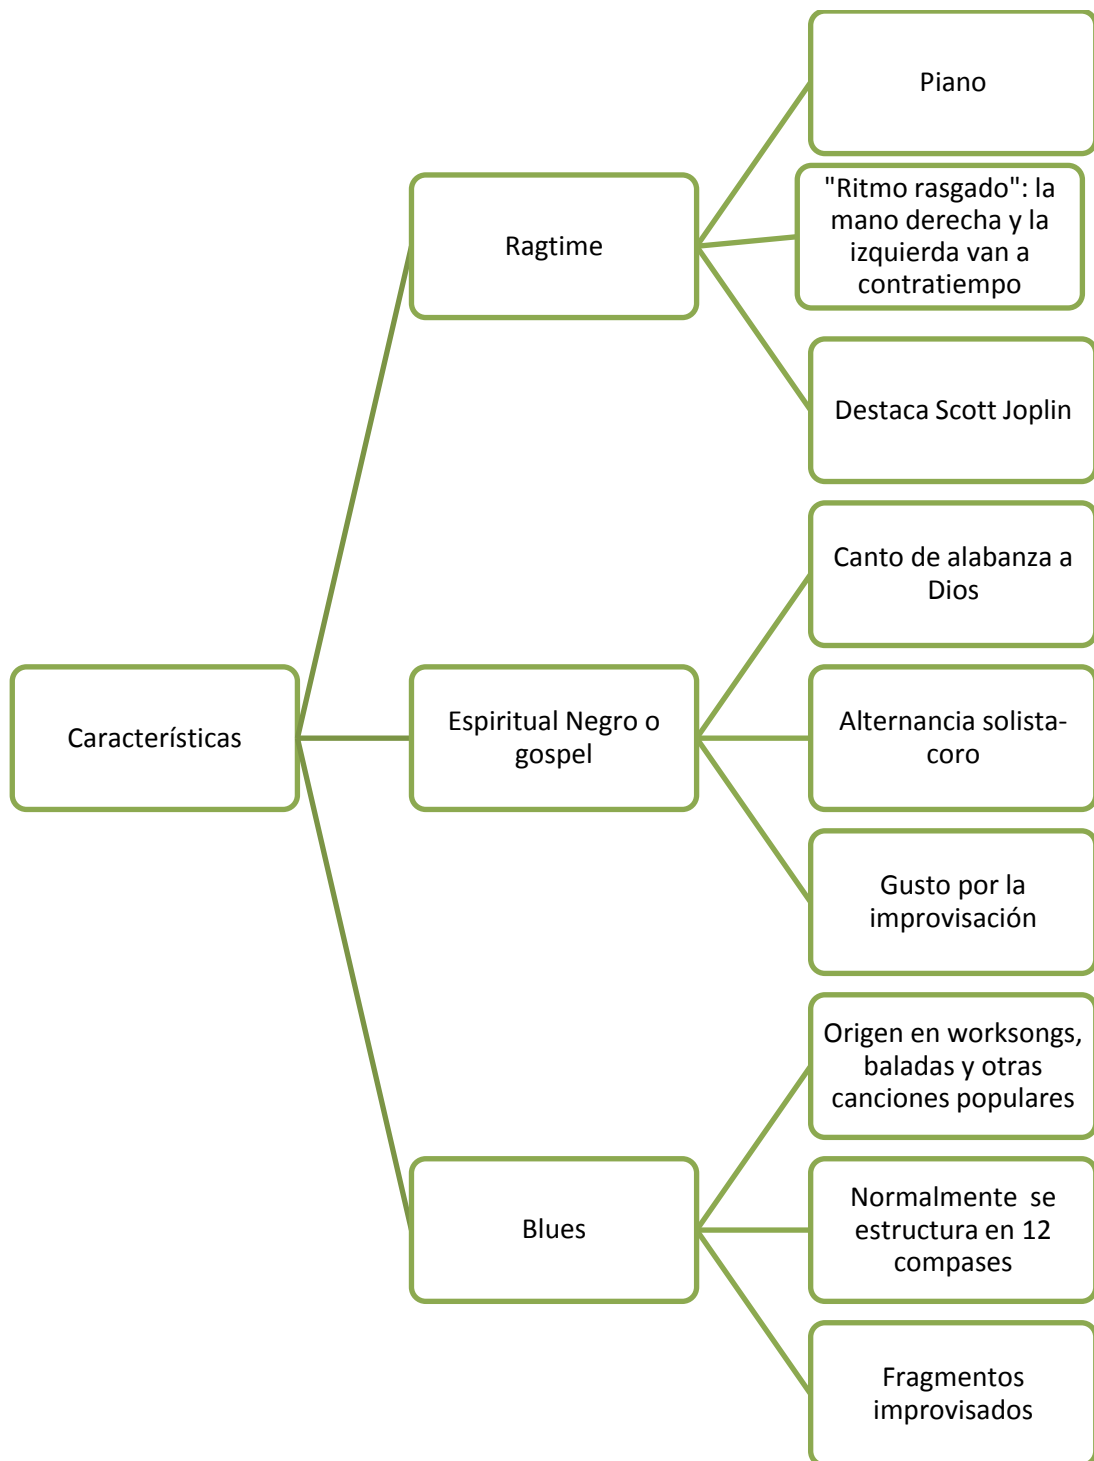 Características
Ragtime
Piano
"Ritmo rasgado": la
mano derecha y la
izquierda van a
contratiempo
Destaca Scott Joplin
Espiritual Negro o
gospel
Canto de alabanza a
Dios
Alternancia solista-
coro
Gusto por la
improvisación
Blues
Origen en worksongs,
baladas y otras
canciones populares
Normalmente  se
estructura en 12
compases
Fragmentos
improvisados